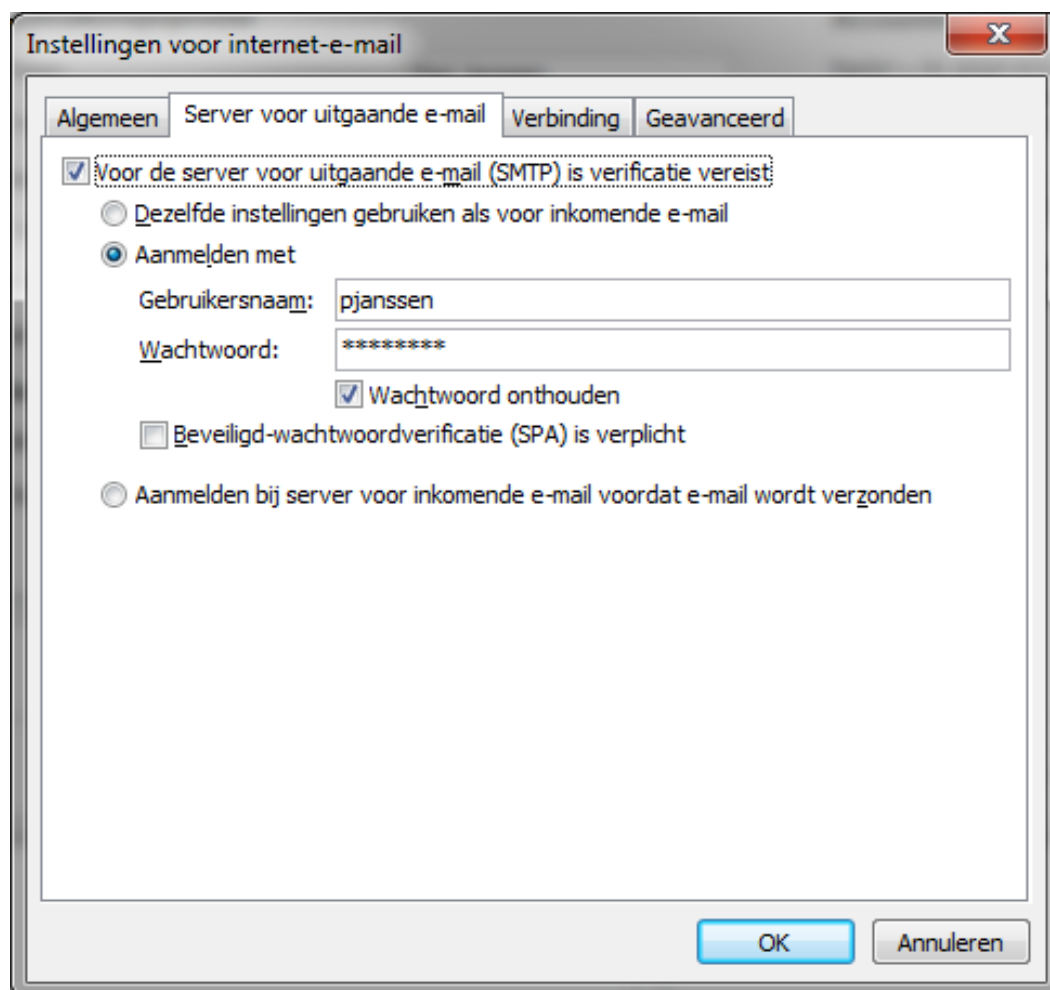 Instellingen voor internet-e-mail
Algemeen Server voor uitgaande e-mail Verbinding Geavanceerd
Voor de server voor uitgaande e-mail (SMTP) is verificatie vereist
Dezelfde instellingen gebruiken als voor inkomende e-mail
Aanmelden met
Gebruikersnaam: pjanssen
Wachtwoord: ********
Wachtwoord onthouden
Beveiligd-wachtwoordverificatie (SPA) is verplicht
Aanmelden bij server voor inkomende e-mail voordat e-mail wordt verzonden
OK Annuleren